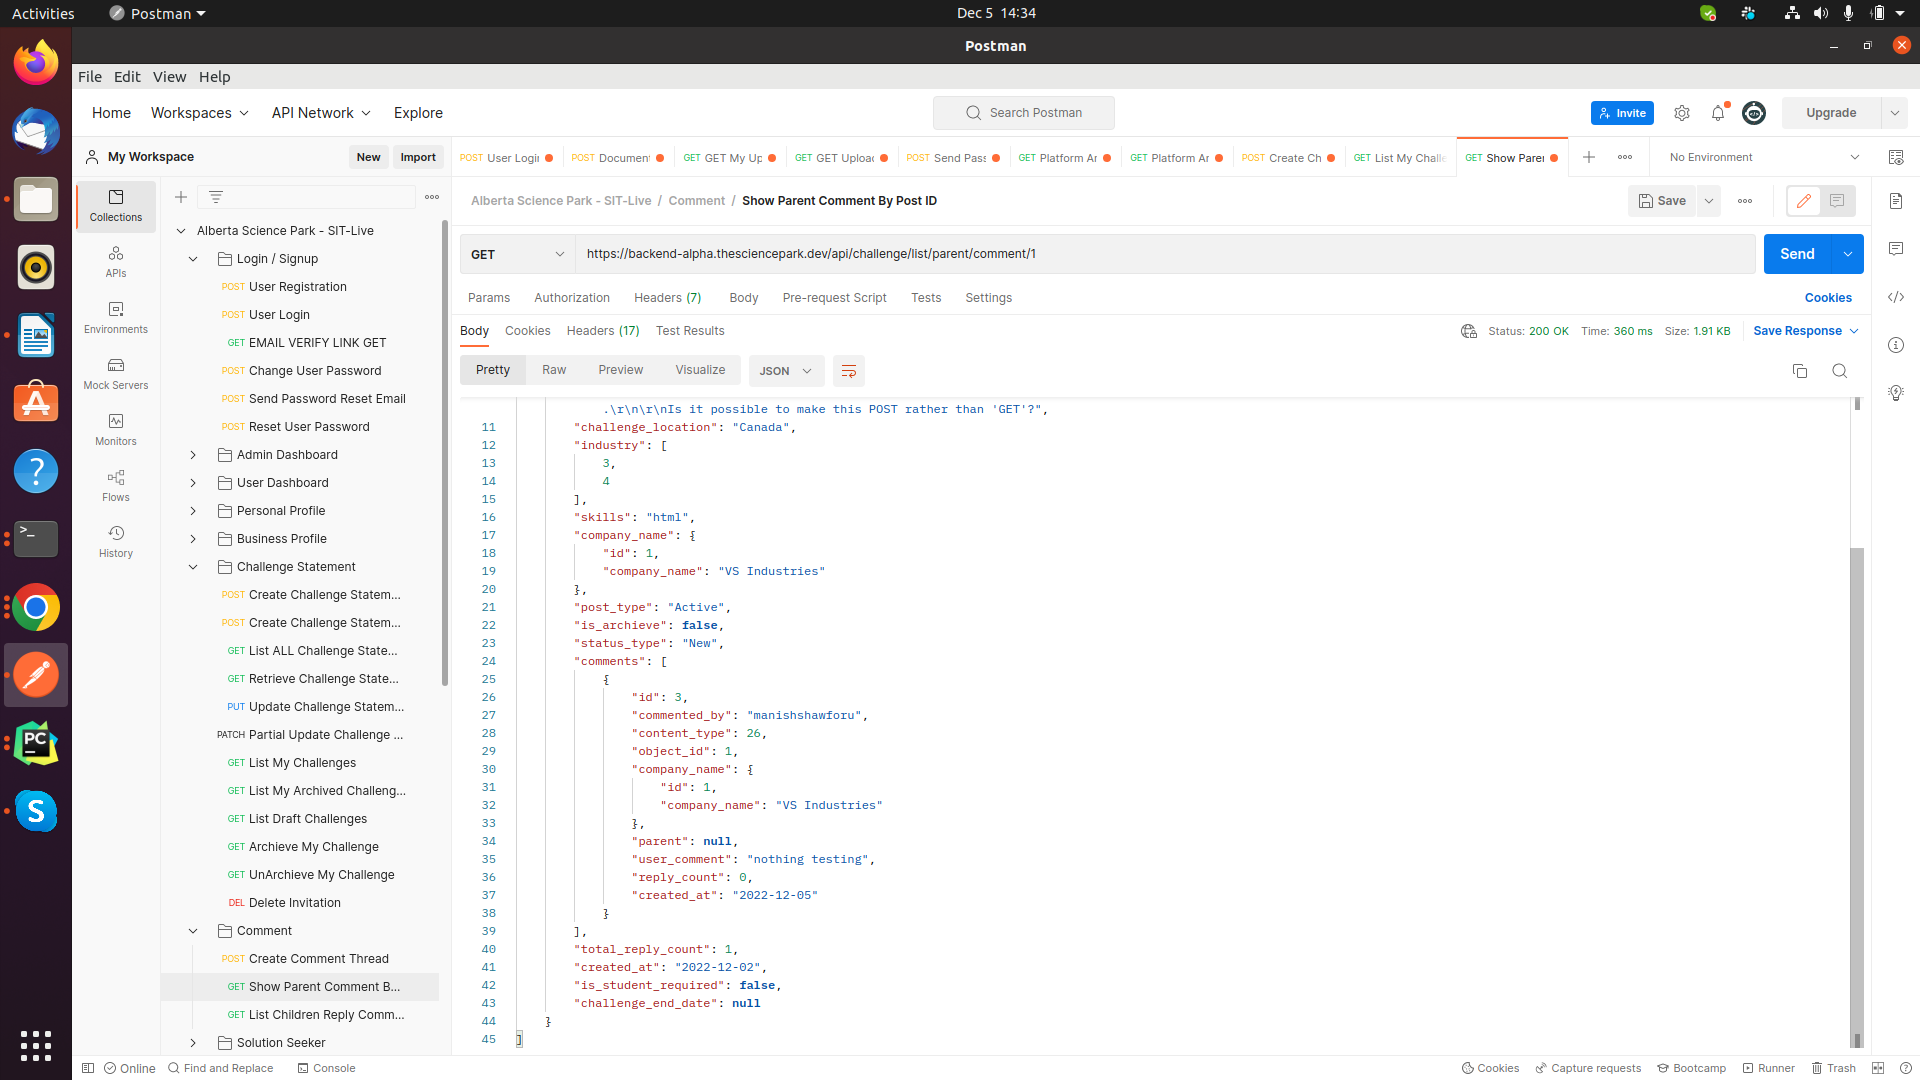 Activities
Postman
Dec 5 14:34
Postman
File Edit View Help
Home Workspaces API Network Explore
Search Postman
Invite
Upgrade
My Workspace
New Import
POST User Login
POST Document
GET GET My Up
GET GET Upload
POST Send Pass
GET Platform Ar
GET Platform Ar
POST Create Ch
GET List My Challe
GET Show Parer
No Environment
Collections
APIs
Environments
Mock Servers
Monitors
Flows
History
Alberta Science Park - SIT-Live
Login / Signup
POST User Registration
POST User Login
GET EMAIL VERIFY LINK GET
POST Change User Password
POST Send Password Reset Email
POST Reset User Password
Admin Dashboard
User Dashboard
Personal Profile
Business Profile
Challenge Statement
POST Create Challenge Statem...
POST Create Challenge Statem...
GET List ALL Challenge State...
GET Retrieve Challenge State...
PUT Update Challenge Statem...
PATCH Partial Update Challenge ...
GET List My Challenges
GET List My Archived Challeng...
GET List Draft Challenges
GET Archieve My Challenge
GET UnArchieve My Challenge
DEL Delete Invitation
Comment
POST Create Comment Thread
GET Show Parent Comment B...
GET List Children Reply Comm...
Solution Seeker
Alberta Science Park - SIT-Live / Comment / Show Parent Comment By Post ID
Save
GET
https://backend-alpha.thesciencepark.dev/api/challenge/list/parent/comment/1
Send
Params Authorization Headers (7) Body Pre-request Script Tests Settings
Cookies
Body Cookies Headers (17) Test Results
Status: 200 OK Time: 360 ms Size: 1.91 KB
Save Response
Pretty Raw Preview Visualize
JSON
.\r\n\r\nIs it possible to make this POST rather than 'GET'?",
11 "challenge_location": "Canada",
12 "industry": [
13 3,
14 4
15 ],
16 "skills": "html",
17 "company_name": {
18 "id": 1,
19 "company_name": "VS Industries"
20 },
21 "post_type": "Active",
22 "is_archieve": false,
23 "status_type": "New",
24 "comments": [
25 {
26 "id": 3,
27 "commented_by": "manishshawforu",
28 "content_type": 26,
29 "object_id": 1,
30 "company_name": {
31 "id": 1,
32 "company_name": "VS Industries"
33 },
34 "parent": null,
35 "user_comment": "nothing testing",
36 "reply_count": 0,
37 "created_at": "2022-12-05"
38 }
39 ],
40 "total_reply_count": 1,
41 "created_at": "2022-12-02",
42 "is_student_required": false,
43 "challenge_end_date": null
44 }
45 ]
Online
Find and Replace
Console
Cookies
Capture requests
Bootcamp
Runner
Trash